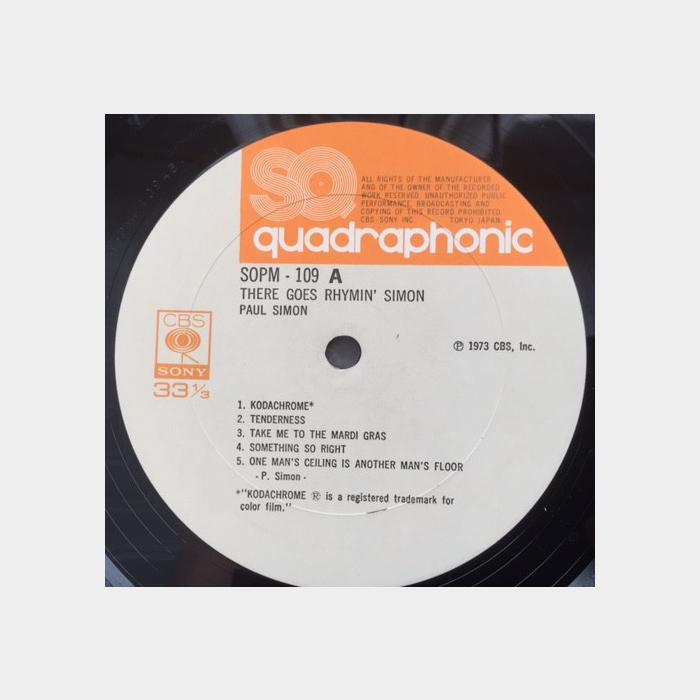 SQ
ALL RIGHTS OF THE MANUFACTURER
AND OF THE OWNER OF THE RECORDED
WORK RESERVED. UNAUTHORIZED PUBLIC
PERFORMANCE, BROADCASTING AND
COPYING OF THIS RECORD PROHIBITED.
CBS/SONY INC. TOKYO JAPAN.
quadraphonic
SOPM - 109 A
THERE GOES RHYMIN' SIMON
PAUL SIMON
CBS
SONY
33 1/3
℗ 1973 CBS, Inc.
1. KODACHROME*
2. TENDERNESS
3. TAKE ME TO THE MARDI GRAS
4. SOMETHING SO RIGHT
5. ONE MAN'S CEILING IS ANOTHER MAN'S FLOOR
- P. Simon -
*"KODACHROME ® is a registered trademark for
color film."